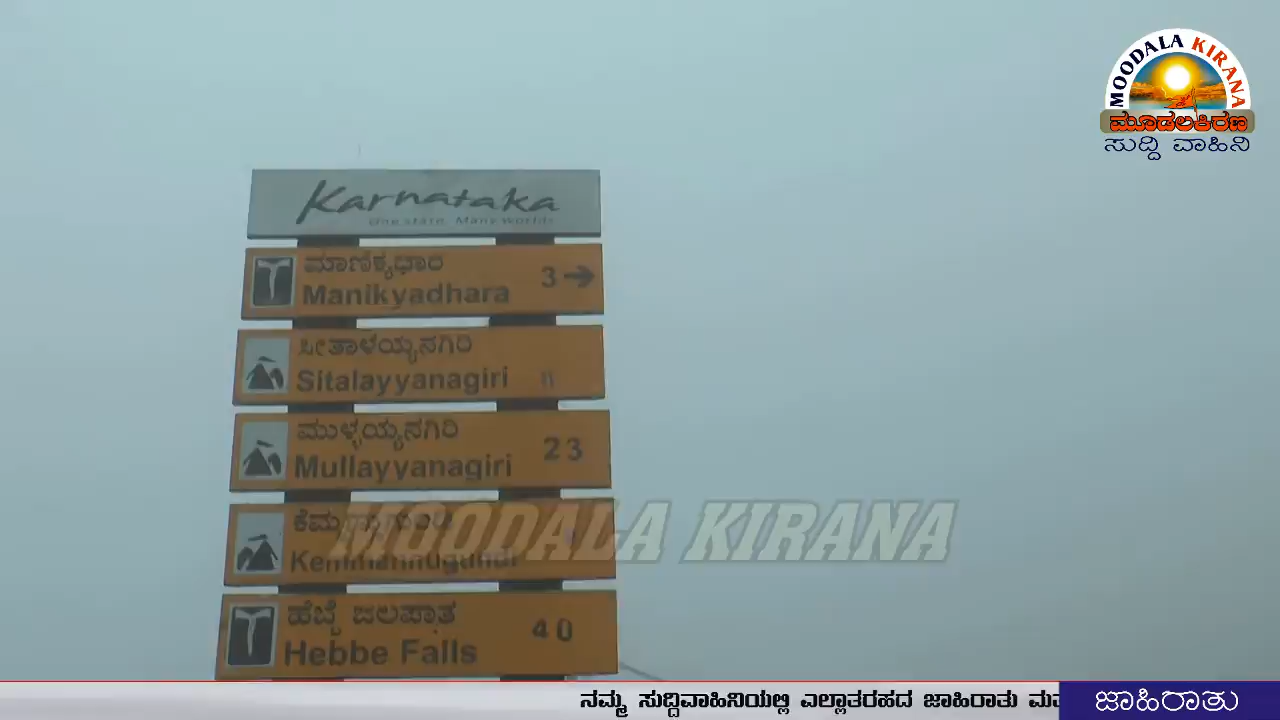 MOODALA KIRANA
ಮೂಡಲಕಿರಣ
ಸುದ್ದಿ ವಾಹಿನಿ
Karnataka
One state. Many worlds
ಮಾಣಿಕ್ಯಧಾರ
Manikyadhara 3 →
ಸೀತಾಳಯ್ಯನಗಿರಿ
Sitalayyanagiri
ಮುಳ್ಳಯ್ಯನಗಿರಿ
Mullayyanagiri 23
Kemmannugundi
MOODALA KIRANA
ಹೆಬ್ಬೆ ಜಲಪಾತ
Hebbe Falls 40
ನಮ್ಮ ಸುದ್ದಿವಾಹಿನಿಯಲ್ಲಿ ಎಲ್ಲಾತರಹದ ಜಾಹಿರಾತು
ಜಾಹಿರಾತು